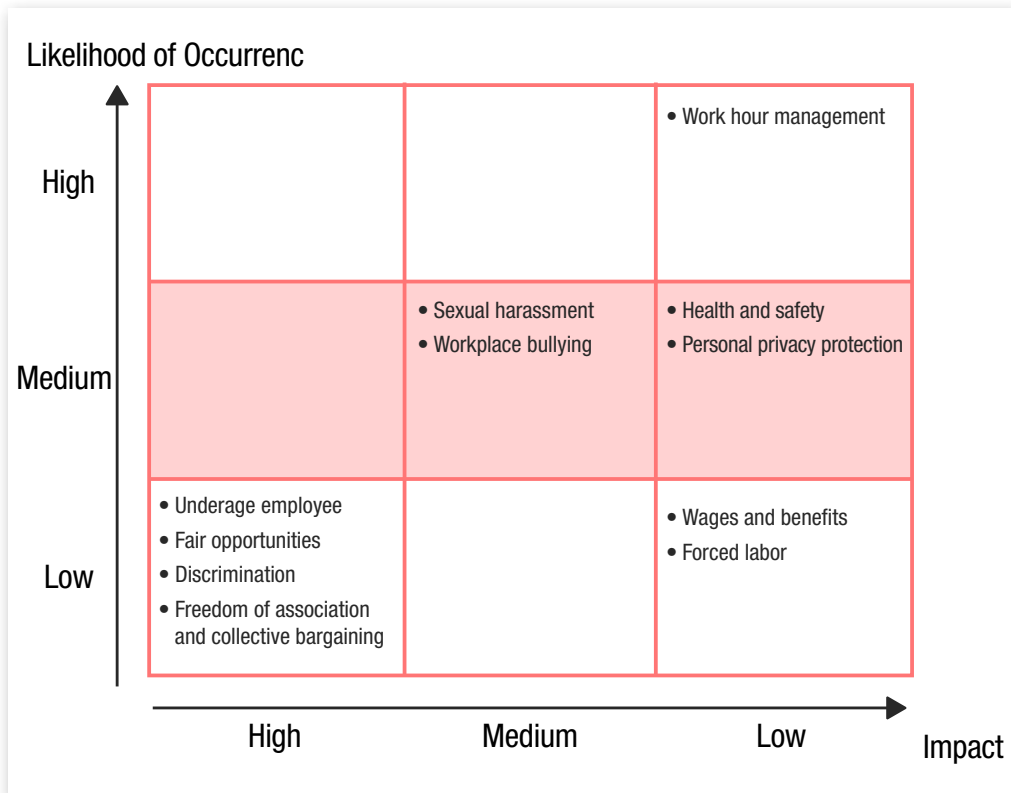 Likelihood of Occurrenc
High
• Work hour management
Medium
• Sexual harassment
• Workplace bullying
• Health and safety
• Personal privacy protection
Low
• Underage employee
• Fair opportunities
• Discrimination
• Freedom of association
and collective bargaining
• Wages and benefits
• Forced labor
High
Medium
Low
Impact